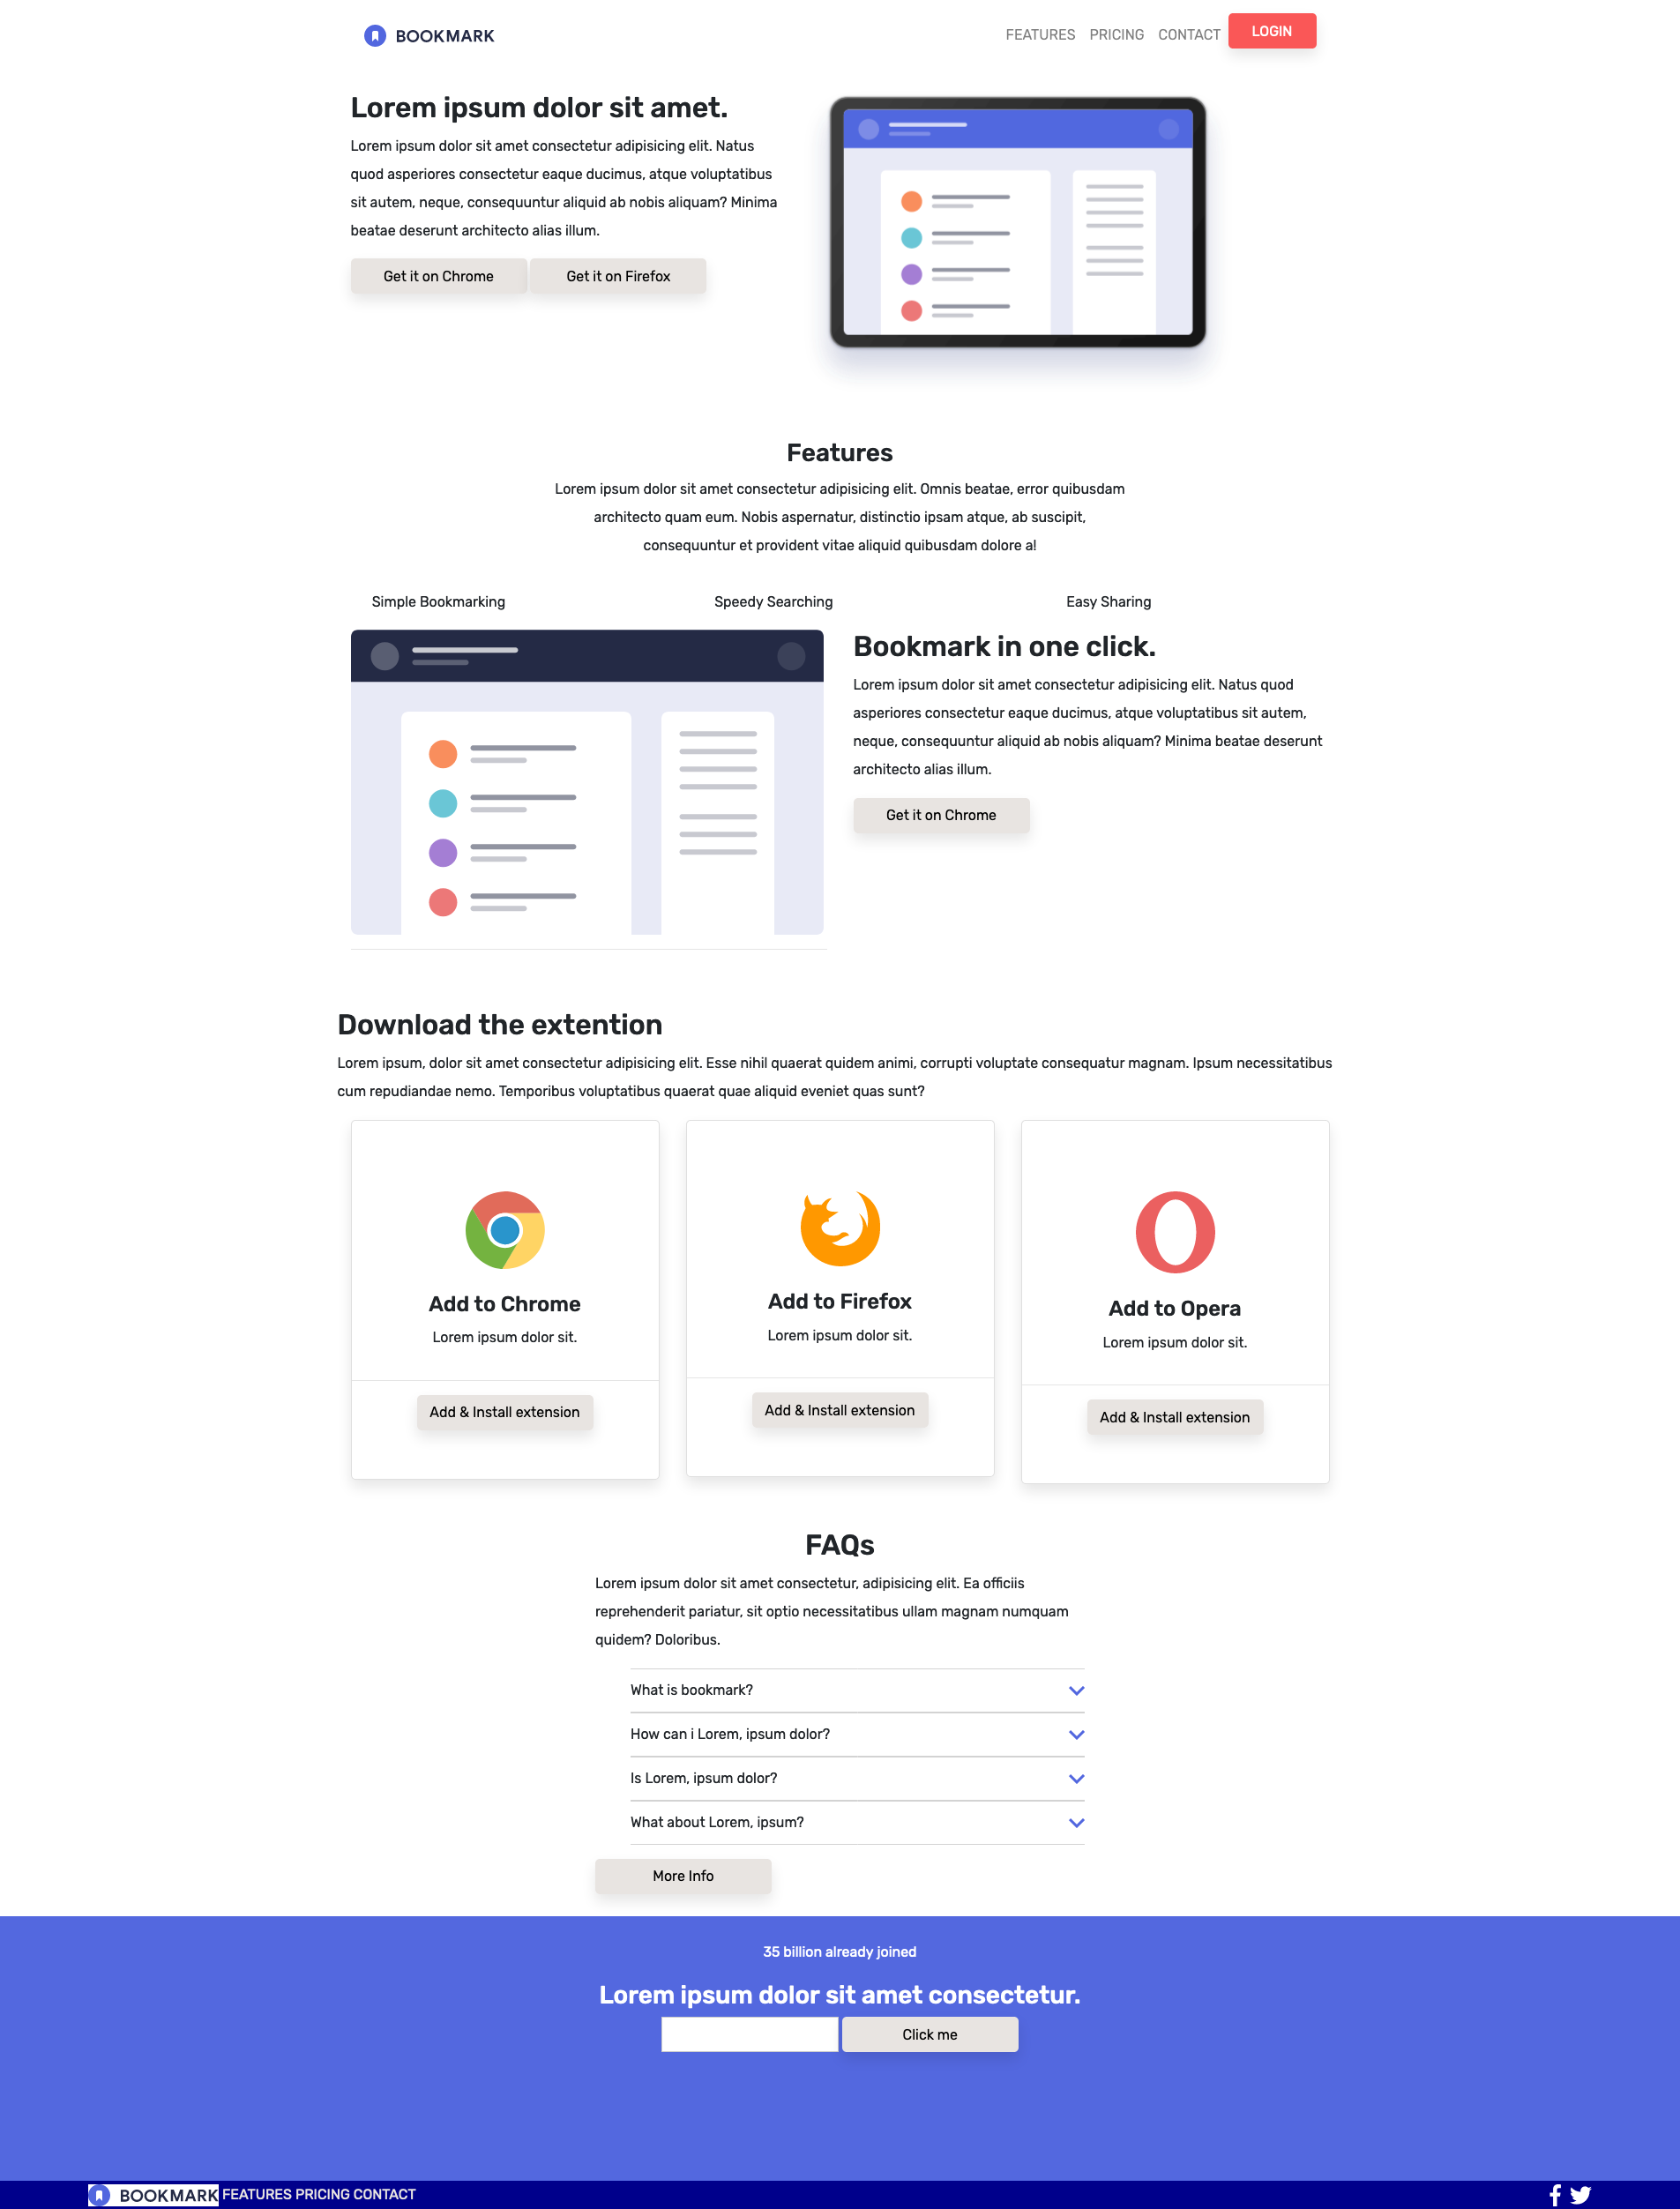 BOOKMARK
FEATURES PRICING CONTACT LOGIN
Lorem ipsum dolor sit amet.
Lorem ipsum dolor sit amet consectetur adipisicing elit. Natus
quod asperiores consectetur eaque ducimus, atque voluptatibus
sit autem, neque, consequuntur aliquid ab nobis aliquam? Minima
beatae deserunt architecto alias illum.
Get it on Chrome Get it on Firefox
Features
Lorem ipsum dolor sit amet consectetur adipisicing elit. Omnis beatae, error quibusdam
architecto quam eum. Nobis aspernatur, distinctio ipsam atque, ab suscipit,
consequuntur et provident vitae aliquid quibusdam dolore a!
Simple Bookmarking Speedy Searching Easy Sharing
Bookmark in one click.
Lorem ipsum dolor sit amet consectetur adipisicing elit. Natus quod
asperiores consectetur eaque ducimus, atque voluptatibus sit autem,
neque, consequuntur aliquid ab nobis aliquam? Minima beatae deserunt
architecto alias illum.
Get it on Chrome
Download the extention
Lorem ipsum, dolor sit amet consectetur adipisicing elit. Esse nihil quaerat quidem animi, corrupti voluptate consequatur magnam. Ipsum necessitatibus
cum repudiandae nemo. Temporibus voluptatibus quaerat quae aliquid eveniet quas sunt?
Add to Chrome
Lorem ipsum dolor sit.
Add & Install extension
Add to Firefox
Lorem ipsum dolor sit.
Add & Install extension
Add to Opera
Lorem ipsum dolor sit.
Add & Install extension
FAQs
Lorem ipsum dolor sit amet consectetur, adipisicing elit. Ea officiis
reprehenderit pariatur, sit optio necessitatibus ullam magnam numquam
quidem? Doloribus.
What is bookmark?
How can i Lorem, ipsum dolor?
Is Lorem, ipsum dolor?
What about Lorem, ipsum?
More Info
35 billion already joined
Lorem ipsum dolor sit amet consectetur.
Click me
BOOKMARK FEATURES PRICING CONTACT